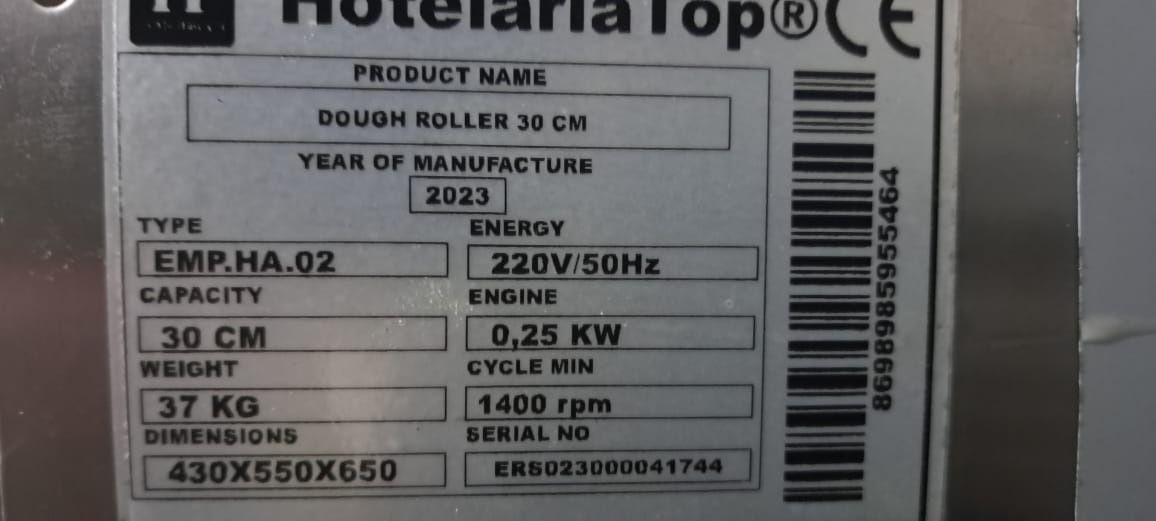 HotelariaTop® CE
PRODUCT NAME
DOUGH ROLLER 30 CM
YEAR OF MANUFACTURE
2023
TYPE
EMP.HA.02
ENERGY
220V/50Hz
CAPACITY
30 CM
ENGINE
0,25 KW
WEIGHT
37 KG
CYCLE MIN
1400 rpm
DIMENSIONS
430X550X650
SERIAL NO
ERS023000041744
8698985955464